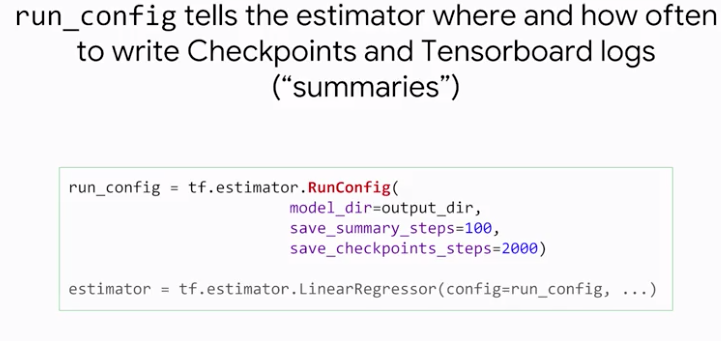 run_config tells the estimator where and how often
to write Checkpoints and Tensorboard logs
(“summaries”)
run_config = tf.estimator.RunConfig(
model_dir=output_dir,
save_summary_steps=100,
save_checkpoints_steps=2000)
estimator = tf.estimator.LinearRegressor(config=run_config, ...)